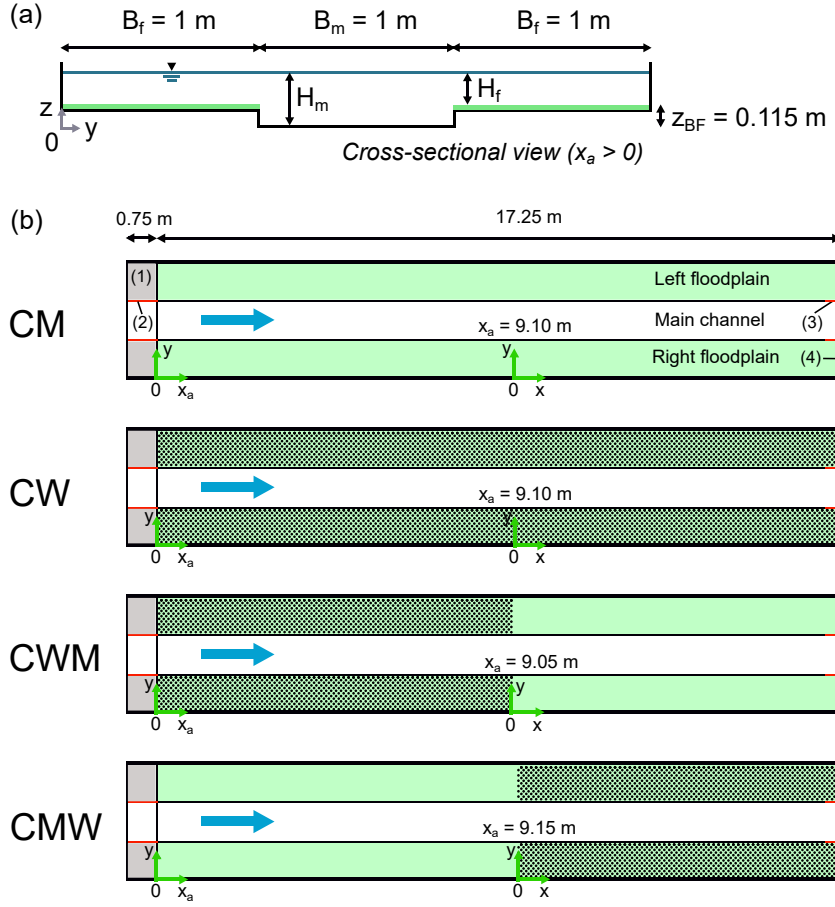 (a)
B_f = 1 m B_m = 1 m B_f = 1 m
H_m H_f
z
0 y
z_BF = 0.115 m
Cross-sectional view (x_a > 0)
(b)
0.75 m 17.25 m
CM
(1) Left floodplain
(2) Main channel (3)
x_a = 9.10 m
y y Right floodplain (4)
0 x_a 0 x
CW
x_a = 9.10 m
y y
0 x_a 0 x
CWM
x_a = 9.05 m
y y
0 x_a 0 x
CMW
x_a = 9.15 m
y y
0 x_a 0 x